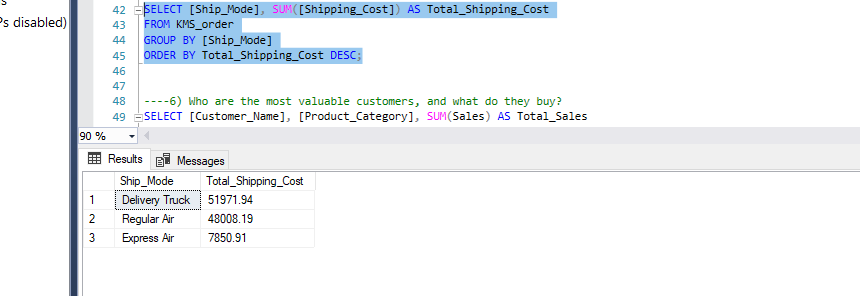 Ps disabled)
42 SELECT [Ship_Mode], SUM([Shipping_Cost]) AS Total_Shipping_Cost
43 FROM KMS_order
44 GROUP BY [Ship_Mode]
45 ORDER BY Total_Shipping_Cost DESC;
46
47
48 ----6) Who are the most valuable customers, and what do they buy?
49 SELECT [Customer_Name], [Product_Category], SUM(Sales) AS Total_Sales
90 %
Results Messages
Ship_Mode Total_Shipping_Cost
1 Delivery Truck 51971.94
2 Regular Air 48008.19
3 Express Air 7850.91